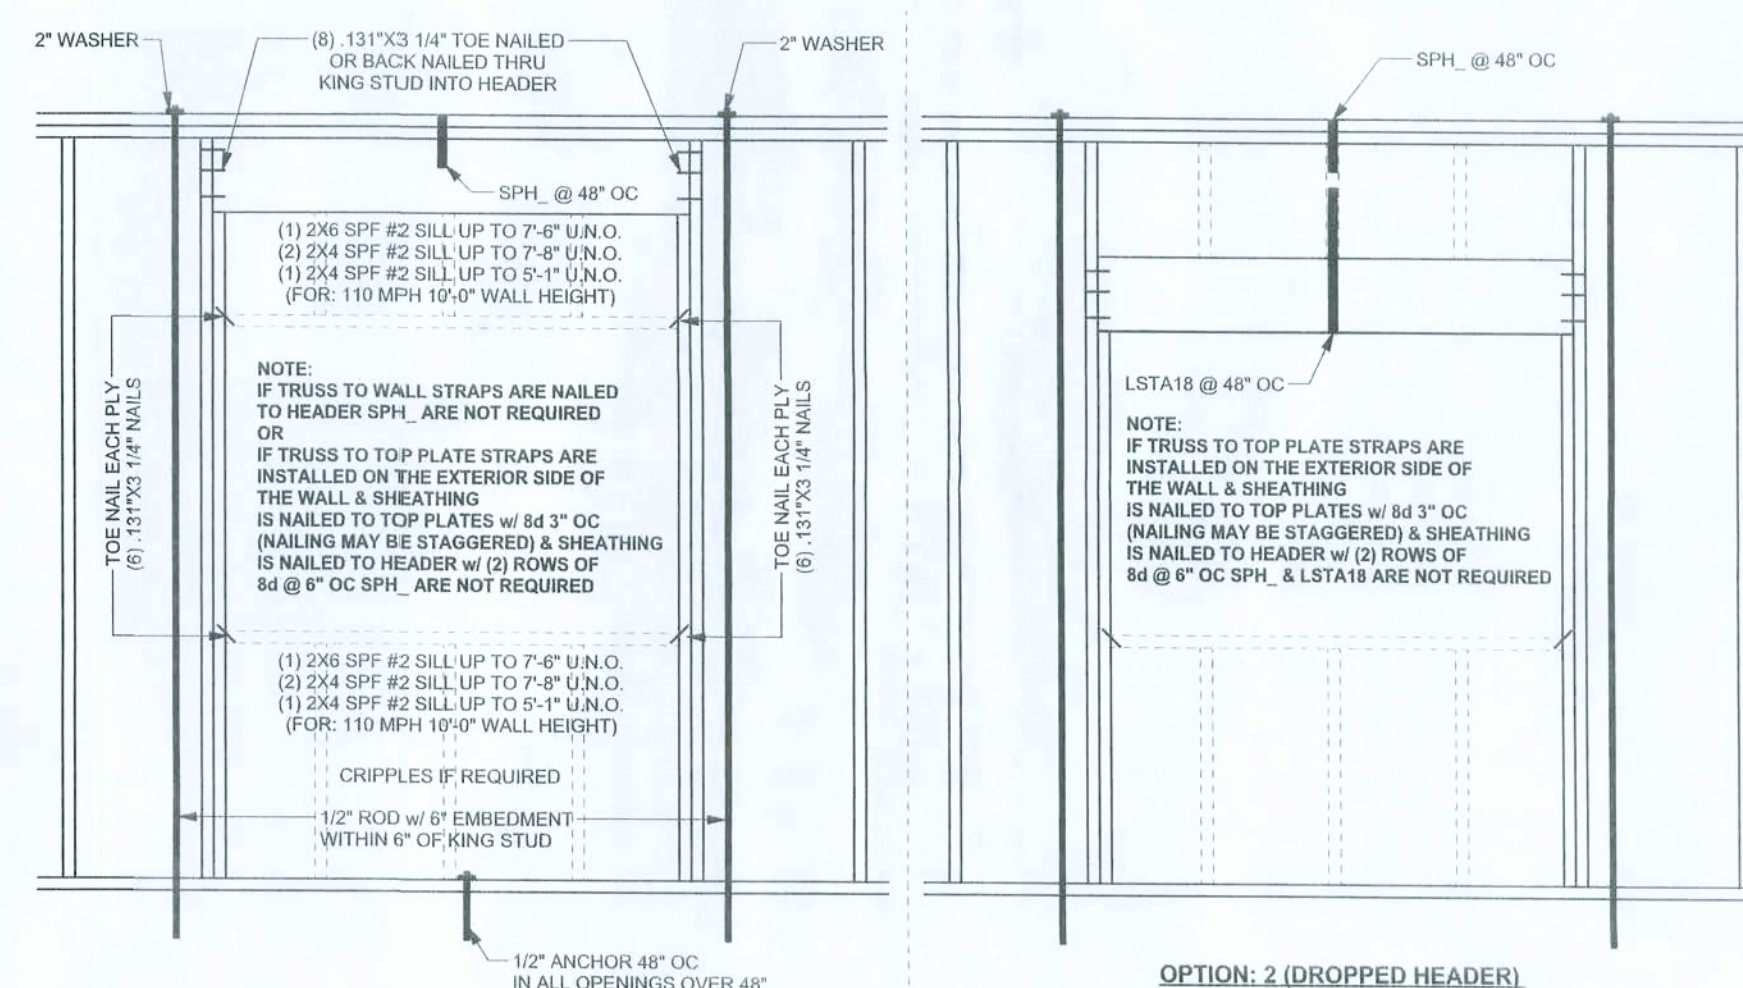 2" WASHER
(8) .131"X3 1/4" TOE NAILED
OR BACK NAILED THRU
KING STUD INTO HEADER
2" WASHER
SPH_ @ 48" OC
(1) 2X6 SPF #2 SILL UP TO 7'-6" U.N.O.
(2) 2X4 SPF #2 SILL UP TO 7'-8" U.N.O.
(1) 2X4 SPF #2 SILL UP TO 5'-1" U.N.O.
(FOR: 110 MPH 10'-0" WALL HEIGHT)
TOE NAIL EACH PLY
(6) .131"X3 1/4" NAILS
NOTE:
IF TRUSS TO WALL STRAPS ARE NAILED
TO HEADER SPH_ ARE NOT REQUIRED
OR
IF TRUSS TO TOP PLATE STRAPS ARE
INSTALLED ON THE EXTERIOR SIDE OF
THE WALL & SHEATHING
IS NAILED TO TOP PLATES w/ 8d 3" OC
(NAILING MAY BE STAGGERED) & SHEATHING
IS NAILED TO HEADER w/ (2) ROWS OF
8d @ 6" OC SPH_ ARE NOT REQUIRED
TOE NAIL EACH PLY
(6) .131"X3 1/4" NAILS
(1) 2X6 SPF #2 SILL UP TO 7'-6" U.N.O.
(2) 2X4 SPF #2 SILL UP TO 7'-8" U.N.O.
(1) 2X4 SPF #2 SILL UP TO 5'-1" U.N.O.
(FOR: 110 MPH 10'-0" WALL HEIGHT)
CRIPPLES IF REQUIRED
1/2" ROD w/ 6" EMBEDMENT
WITHIN 6" OF KING STUD
1/2" ANCHOR 48" OC
IN ALL OPENINGS OVER 48"
SPH_ @ 48" OC
LSTA18 @ 48" OC
NOTE:
IF TRUSS TO TOP PLATE STRAPS ARE
INSTALLED ON THE EXTERIOR SIDE OF
THE WALL & SHEATHING
IS NAILED TO TOP PLATES w/ 8d 3" OC
(NAILING MAY BE STAGGERED) & SHEATHING
IS NAILED TO HEADER w/ (2) ROWS OF
8d @ 6" OC SPH_ & LSTA18 ARE NOT REQUIRED
OPTION: 2 (DROPPED HEADER)